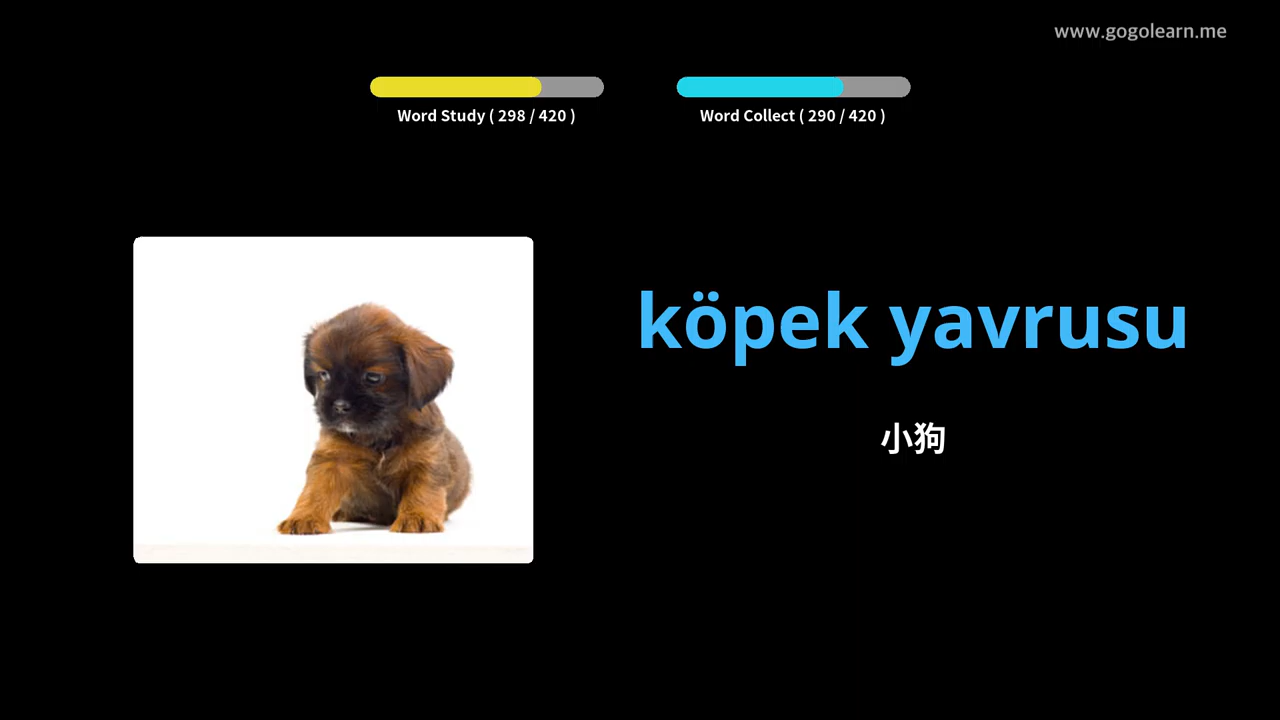 www.gogolearn.me
Word Study ( 298 / 420 )
Word Collect ( 290 / 420 )
köpek yavrusu
小狗